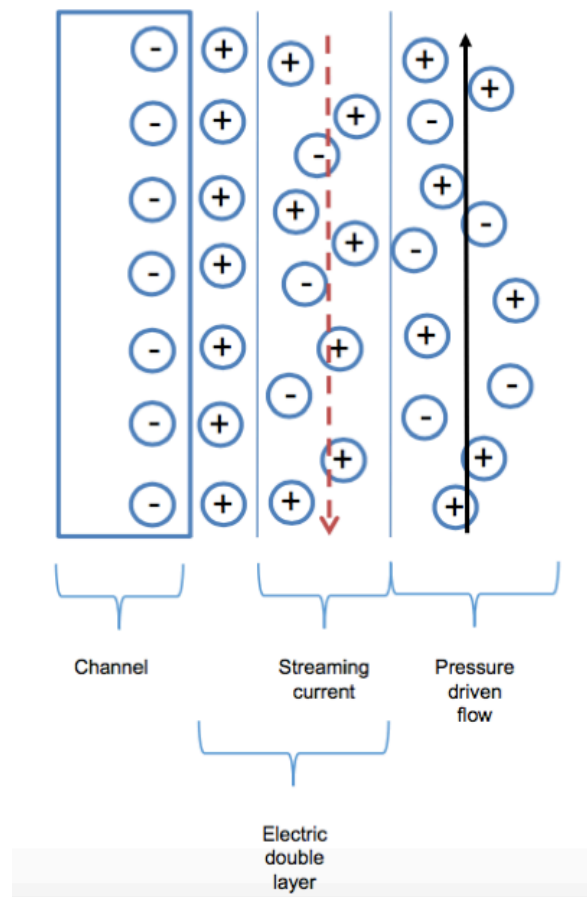 Channel
Streaming
current
Pressure
driven
flow
Electric
double
layer